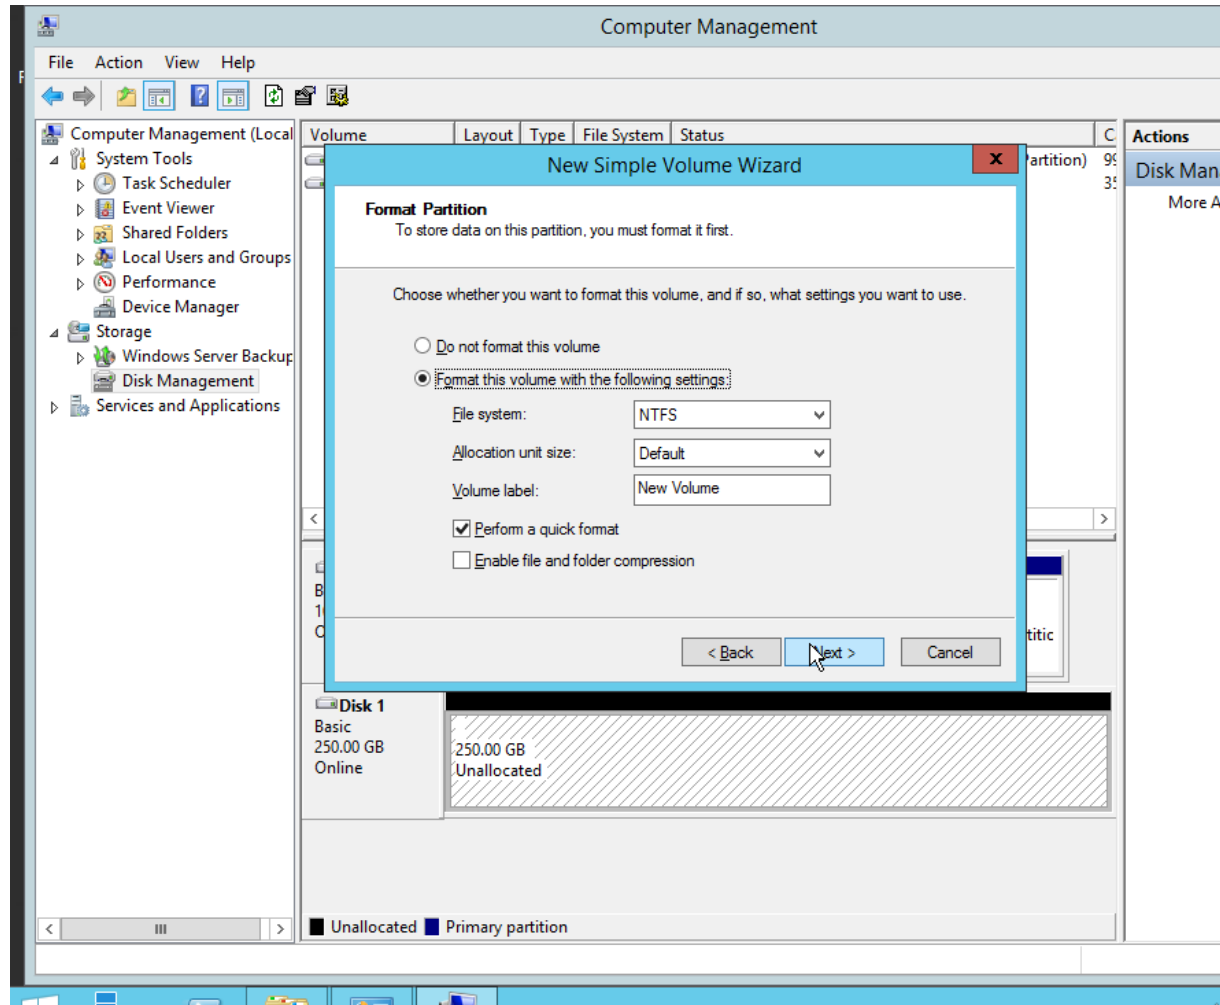 Computer Management
File Action View Help
Computer Management (Local
System Tools
Task Scheduler
Event Viewer
Shared Folders
Local Users and Groups
Performance
Device Manager
Storage
Windows Server Backup
Disk Management
Services and Applications
Volume Layout Type File System Status C
artition) 99
35
New Simple Volume Wizard
Format Partition
To store data on this partition, you must format it first.
Choose whether you want to format this volume, and if so, what settings you want to use.
Do not format this volume
Format this volume with the following settings:
File system: NTFS
Allocation unit size: Default
Volume label: New Volume
Perform a quick format
Enable file and folder compression
< Back Next > Cancel
titic
Disk 1
Basic
250.00 GB
Online
250.00 GB
Unallocated
Unallocated Primary partition
Actions
Disk Man
More A